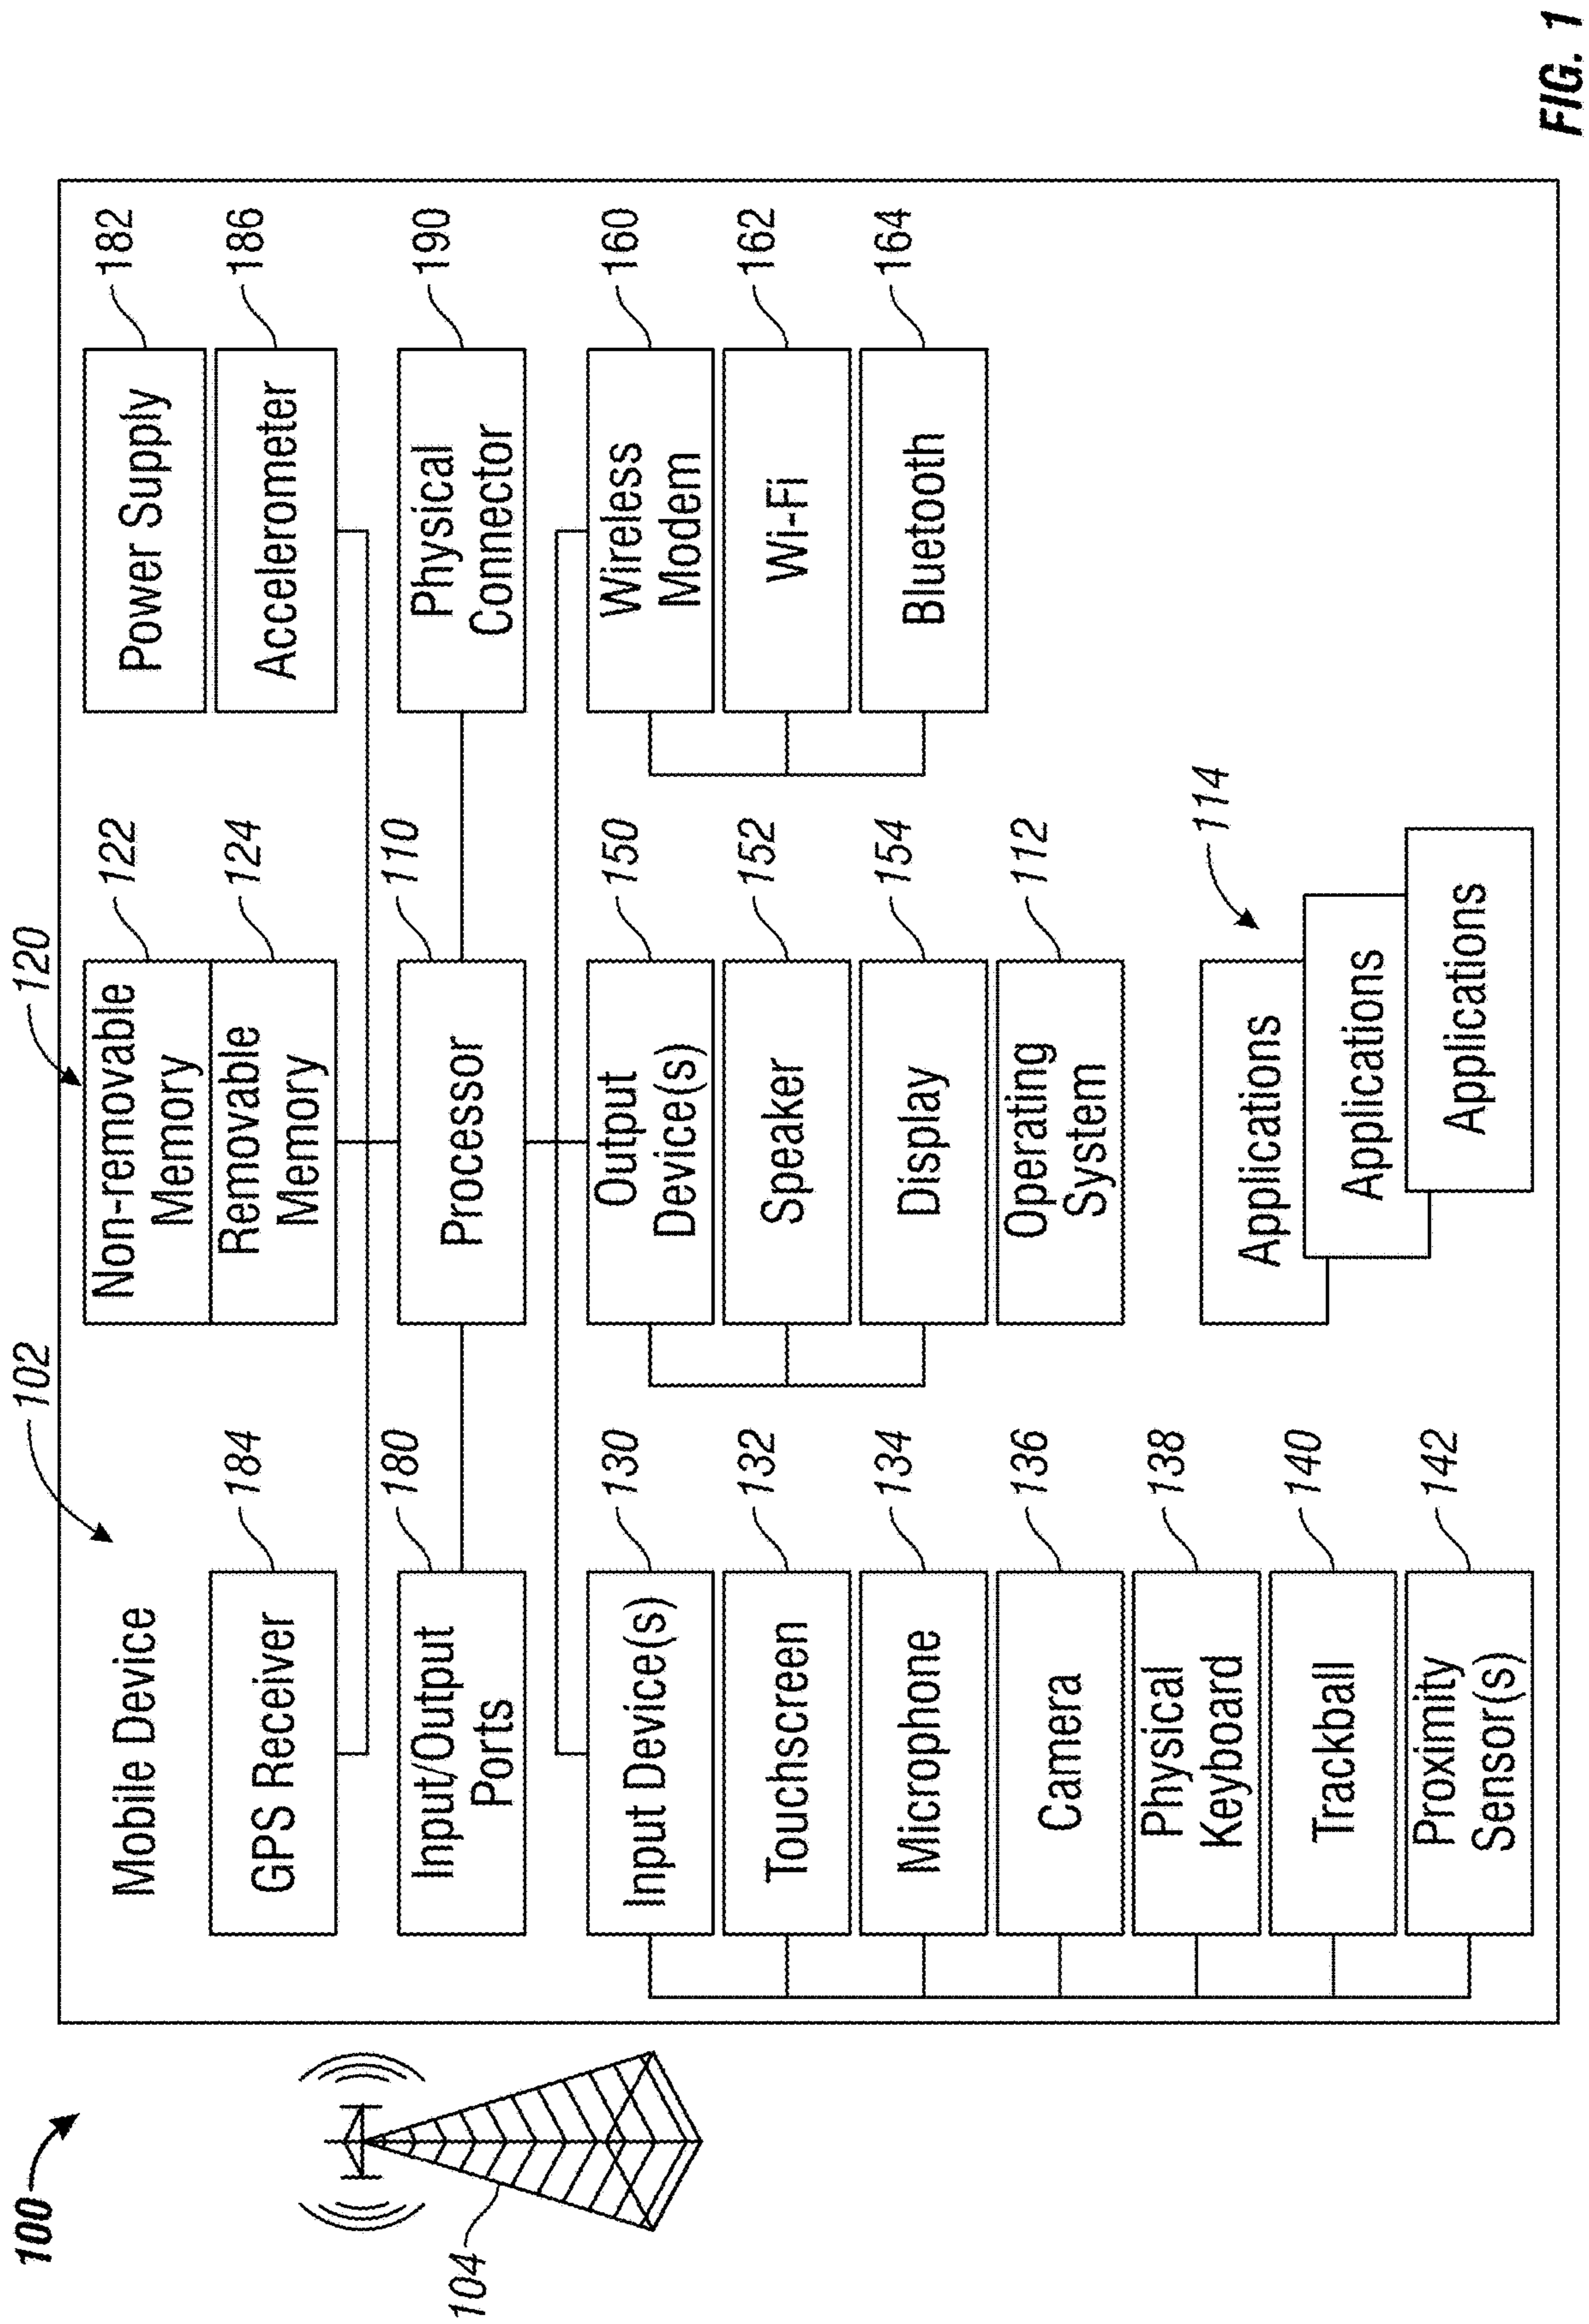 100
102
120
104
Mobile Device
GPS Receiver
184
Non-removable
Memory
122
Removable
Memory
124
Power Supply
182
Accelerometer
186
Input/Output
Ports
180
Processor
110
Physical
Connector
190
Input Device(s)
130
Touchscreen
132
Microphone
134
Camera
136
Physical
Keyboard
138
Trackball
140
Proximity
Sensor(s)
142
Output
Device(s)
150
Speaker
152
Display
154
Operating
System
112
Applications
Applications
Applications
114
Wireless
Modem
160
Wi-Fi
162
Bluetooth
164
FIG. 1